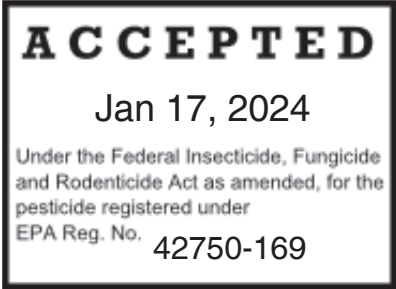 ACCEPTED
Jan 17, 2024
Under the Federal Insecticide, Fungicide
and Rodenticide Act as amended, for the
pesticide registered under
EPA Reg. No. 42750-169